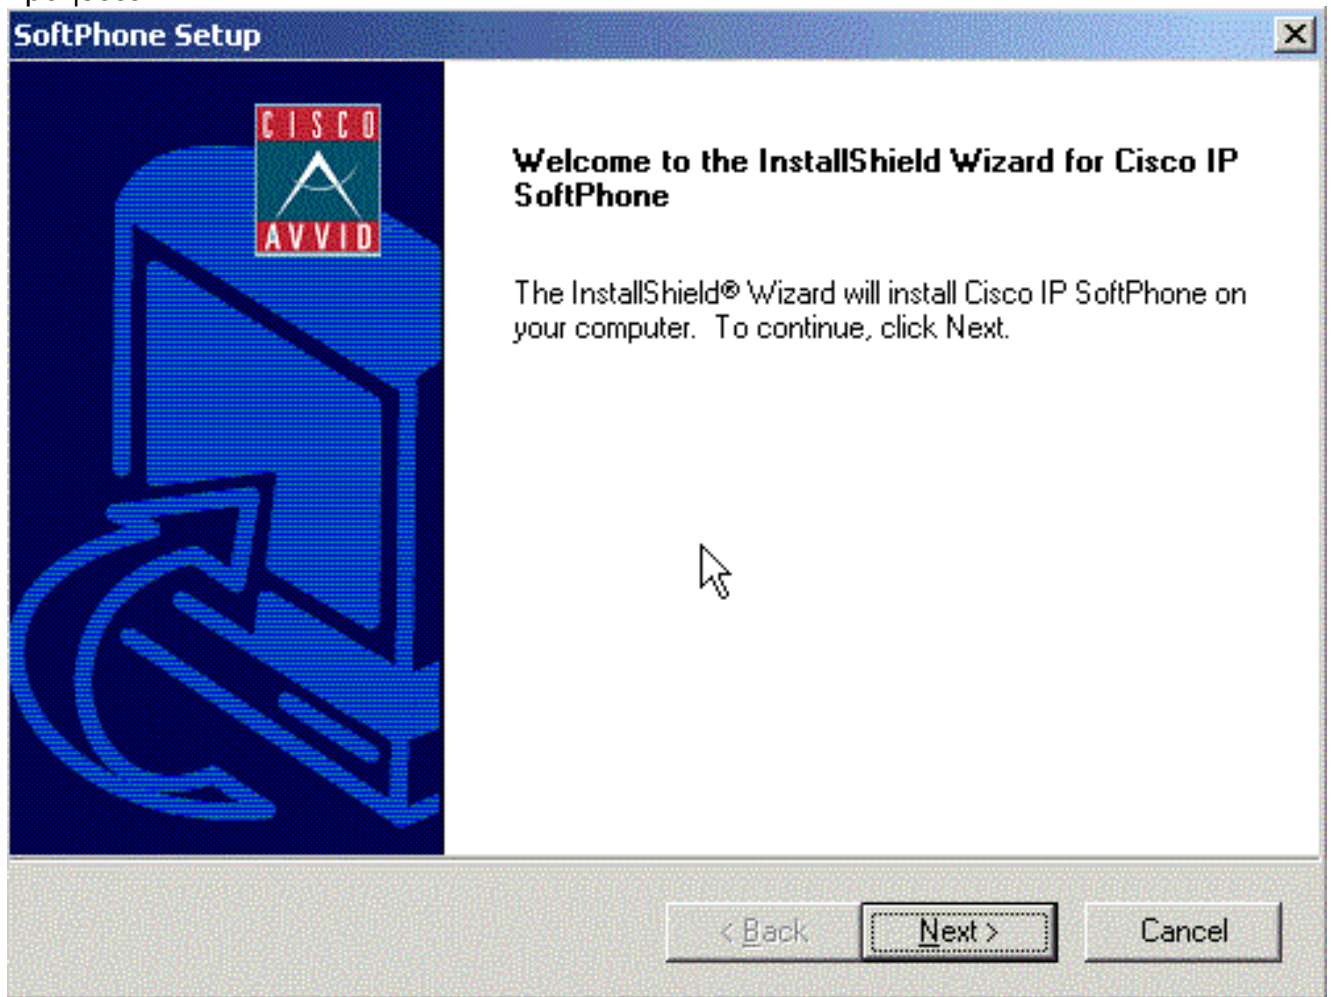 SoftPhone Setup
CISCO
AVVID
Welcome to the InstallShield Wizard for Cisco IP
SoftPhone
The InstallShield® Wizard will install Cisco IP SoftPhone on
your computer. To continue, click Next.
< Back
Next >
Cancel